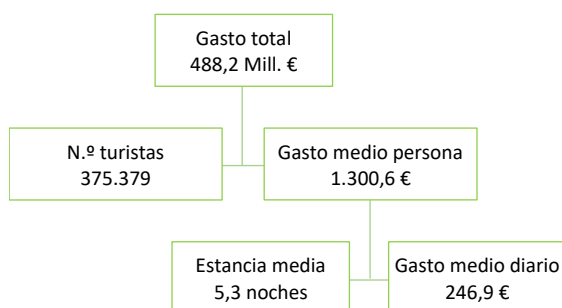 Gasto total
488,2 Mill. €
N.º turistas
375.379
Gasto medio persona
1.300,6 €
Estancia media
5,3 noches
Gasto medio diario
246,9 €